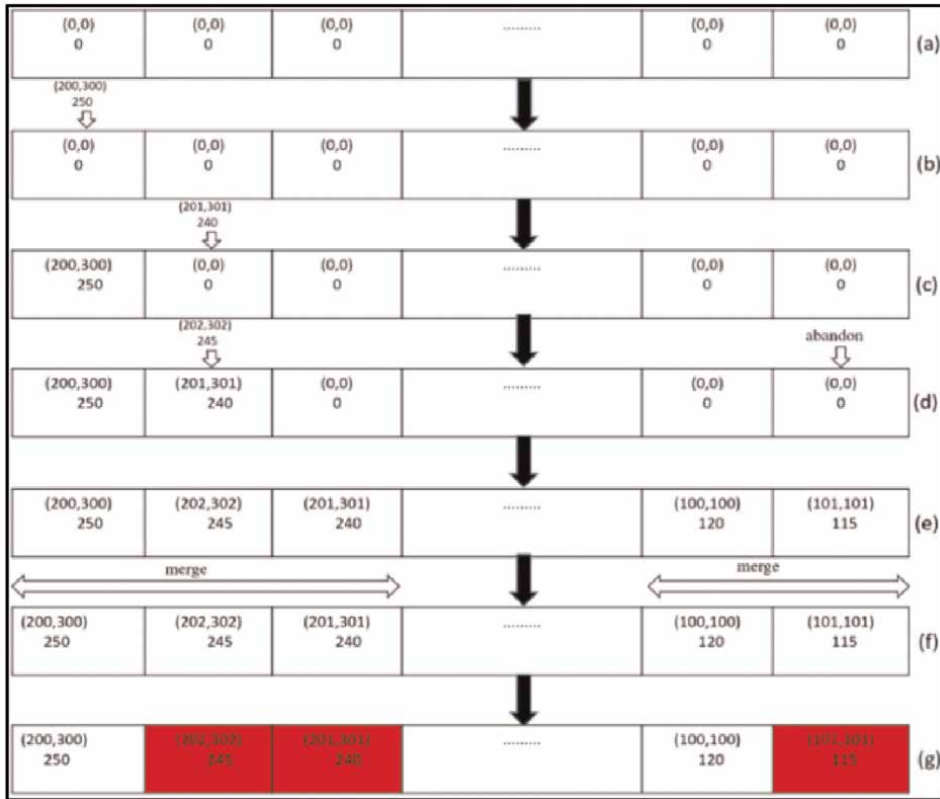 (0,0) (0,0) (0,0) ......... (0,0) (0,0)
0 0 0 0 0 (a)
(200,300)
250
(0,0) (0,0) (0,0) ......... (0,0) (0,0)
0 0 0 0 0 (b)
(201,301)
240
(200,300) (0,0) (0,0) ......... (0,0) (0,0)
250 0 0 0 0 (c)
(202,302)
245
abandon
(200,300) (201,301) (0,0) ......... (0,0) (0,0)
250 240 0 0 0 (d)
(200,300) (202,302) (201,301) ......... (100,100) (101,101)
250 245 240 120 115 (e)
merge merge
(200,300) (202,302) (201,301) ......... (100,100) (101,101)
250 245 240 120 115 (f)
(200,300) (202,302) (201,301) ......... (100,100) (101,101)
250 245 240 120 115 (g)